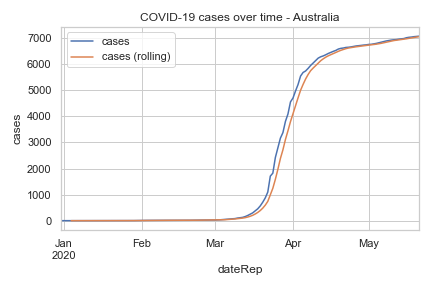 COVID-19 cases over time - Australia
cases
cases (rolling)
7000
6000
5000
4000
3000
2000
1000
0
cases
Jan Feb Mar Apr May
2020
dateRep